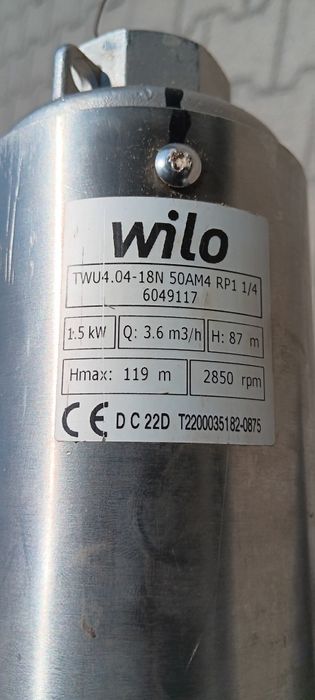 wilo
TWU4.04-18N 50AM4 RP1 1/4
6049117
1.5 kW Q: 3.6 m3/h H: 87 m
Hmax: 119 m 2850 rpm
CE D C 22D T2200035182-0875